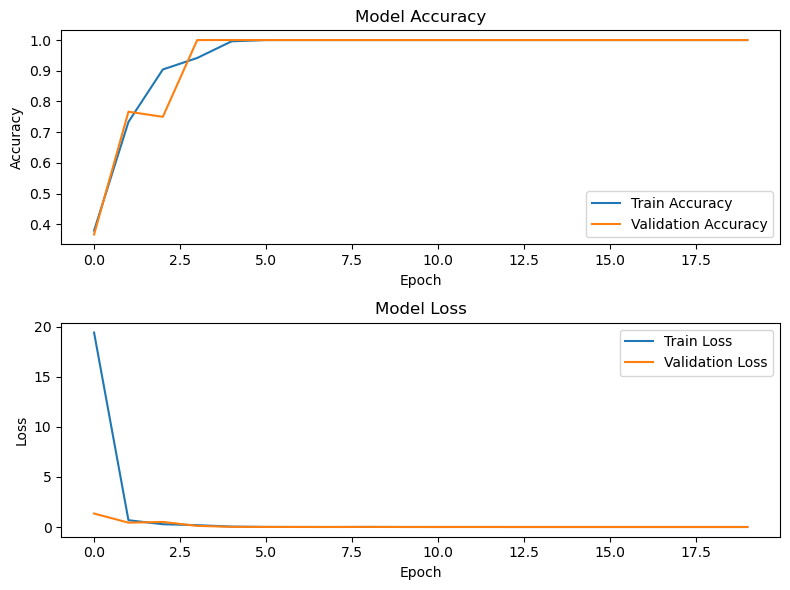 Model Accuracy
1.0
0.9
0.8
0.7
0.6
0.5
0.4
Accuracy
Train Accuracy
Validation Accuracy
0.0 2.5 5.0 7.5 10.0 12.5 15.0 17.5
Epoch
Model Loss
20
15
10
5
0
Loss
Train Loss
Validation Loss
0.0 2.5 5.0 7.5 10.0 12.5 15.0 17.5
Epoch